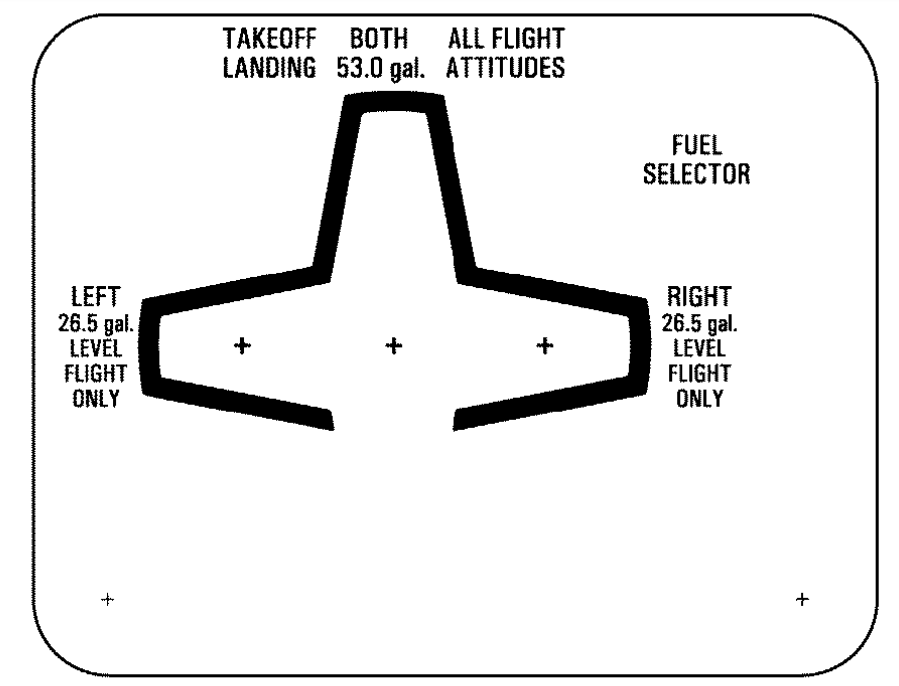 TAKEOFF BOTH ALL FLIGHT
LANDING 53.0 gal. ATTITUDES
FUEL
SELECTOR
LEFT
26.5 gal.
LEVEL
FLIGHT
ONLY
RIGHT
26.5 gal.
LEVEL
FLIGHT
ONLY